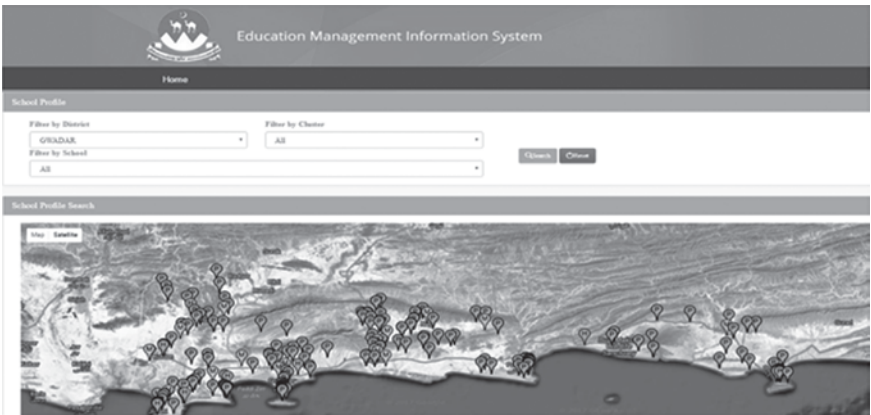 Education Management Information System
Home
School Profile
Filter by District
Filter by Cluster
GWADAR
All
Filter by School
All
Search
Reset
School Profile Search
Map
Satellite